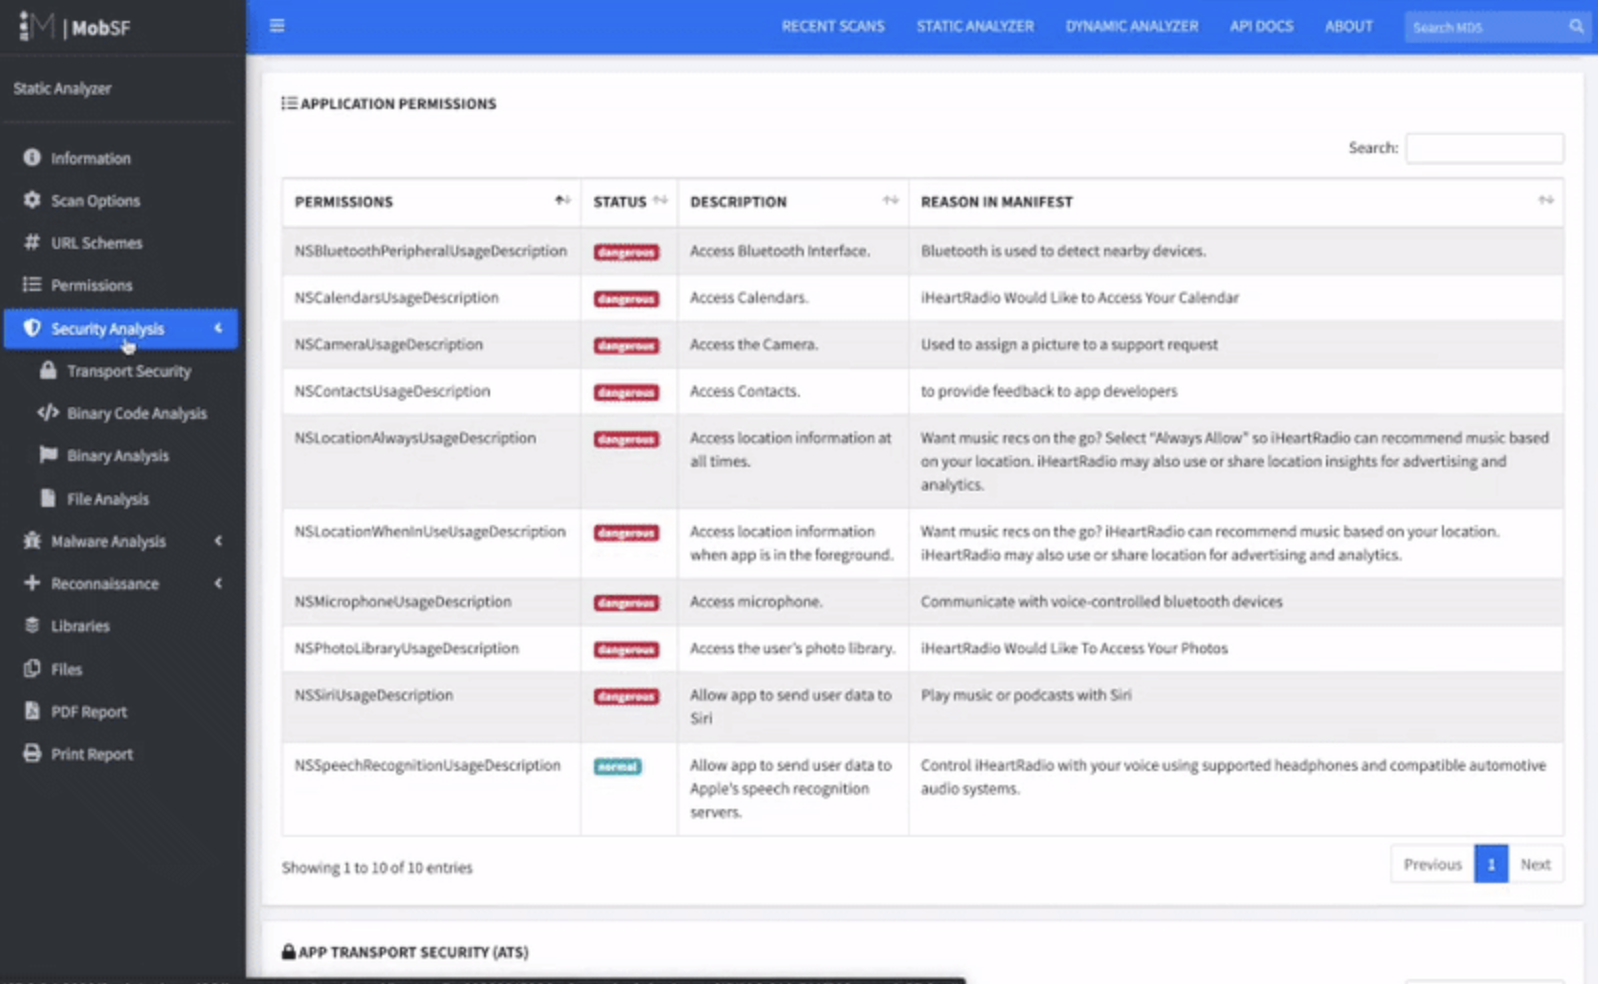 iM | MobSF
RECENT SCANS STATIC ANALYZER DYNAMIC ANALYZER API DOCS ABOUT Search MD5
Static Analyzer
Information
Scan Options
URL Schemes
Permissions
Security Analysis
Transport Security
Binary Code Analysis
Binary Analysis
File Analysis
Malware Analysis
Reconnaissance
Libraries
Files
PDF Report
Print Report
APPLICATION PERMISSIONS
Search:
PERMISSIONS STATUS DESCRIPTION REASON IN MANIFEST
NSBluetoothPeripheralUsageDescription dangerous Access Bluetooth Interface. Bluetooth is used to detect nearby devices.
NSCalendarsUsageDescription dangerous Access Calendars. iHeartRadio Would Like to Access Your Calendar
NSCameraUsageDescription dangerous Access the Camera. Used to assign a picture to a support request
NSContactsUsageDescription dangerous Access Contacts. to provide feedback to app developers
NSLocationAlwaysUsageDescription dangerous Access location information at Want music recs on the go? Select "Always Allow" so iHeartRadio can recommend music based
all times. on your location. iHeartRadio may also use or share location insights for advertising and
analytics.
NSLocationWhenInUseUsageDescription dangerous Access location information Want music recs on the go? iHeartRadio can recommend music based on your location.
when app is in the foreground. iHeartRadio may also use or share location for advertising and analytics.
NSMicrophoneUsageDescription dangerous Access microphone. Communicate with voice-controlled bluetooth devices
NSPhotoLibraryUsageDescription dangerous Access the user's photo library. iHeartRadio Would Like To Access Your Photos
NSSiriUsageDescription dangerous Allow app to send user data to Play music or podcasts with Siri
Siri
NSSpeechRecognitionUsageDescription normal Allow app to send user data to Control iHeartRadio with your voice using supported headphones and compatible automotive
Apple's speech recognition audio systems.
servers.
Showing 1 to 10 of 10 entries
Previous 1 Next
APP TRANSPORT SECURITY (ATS)